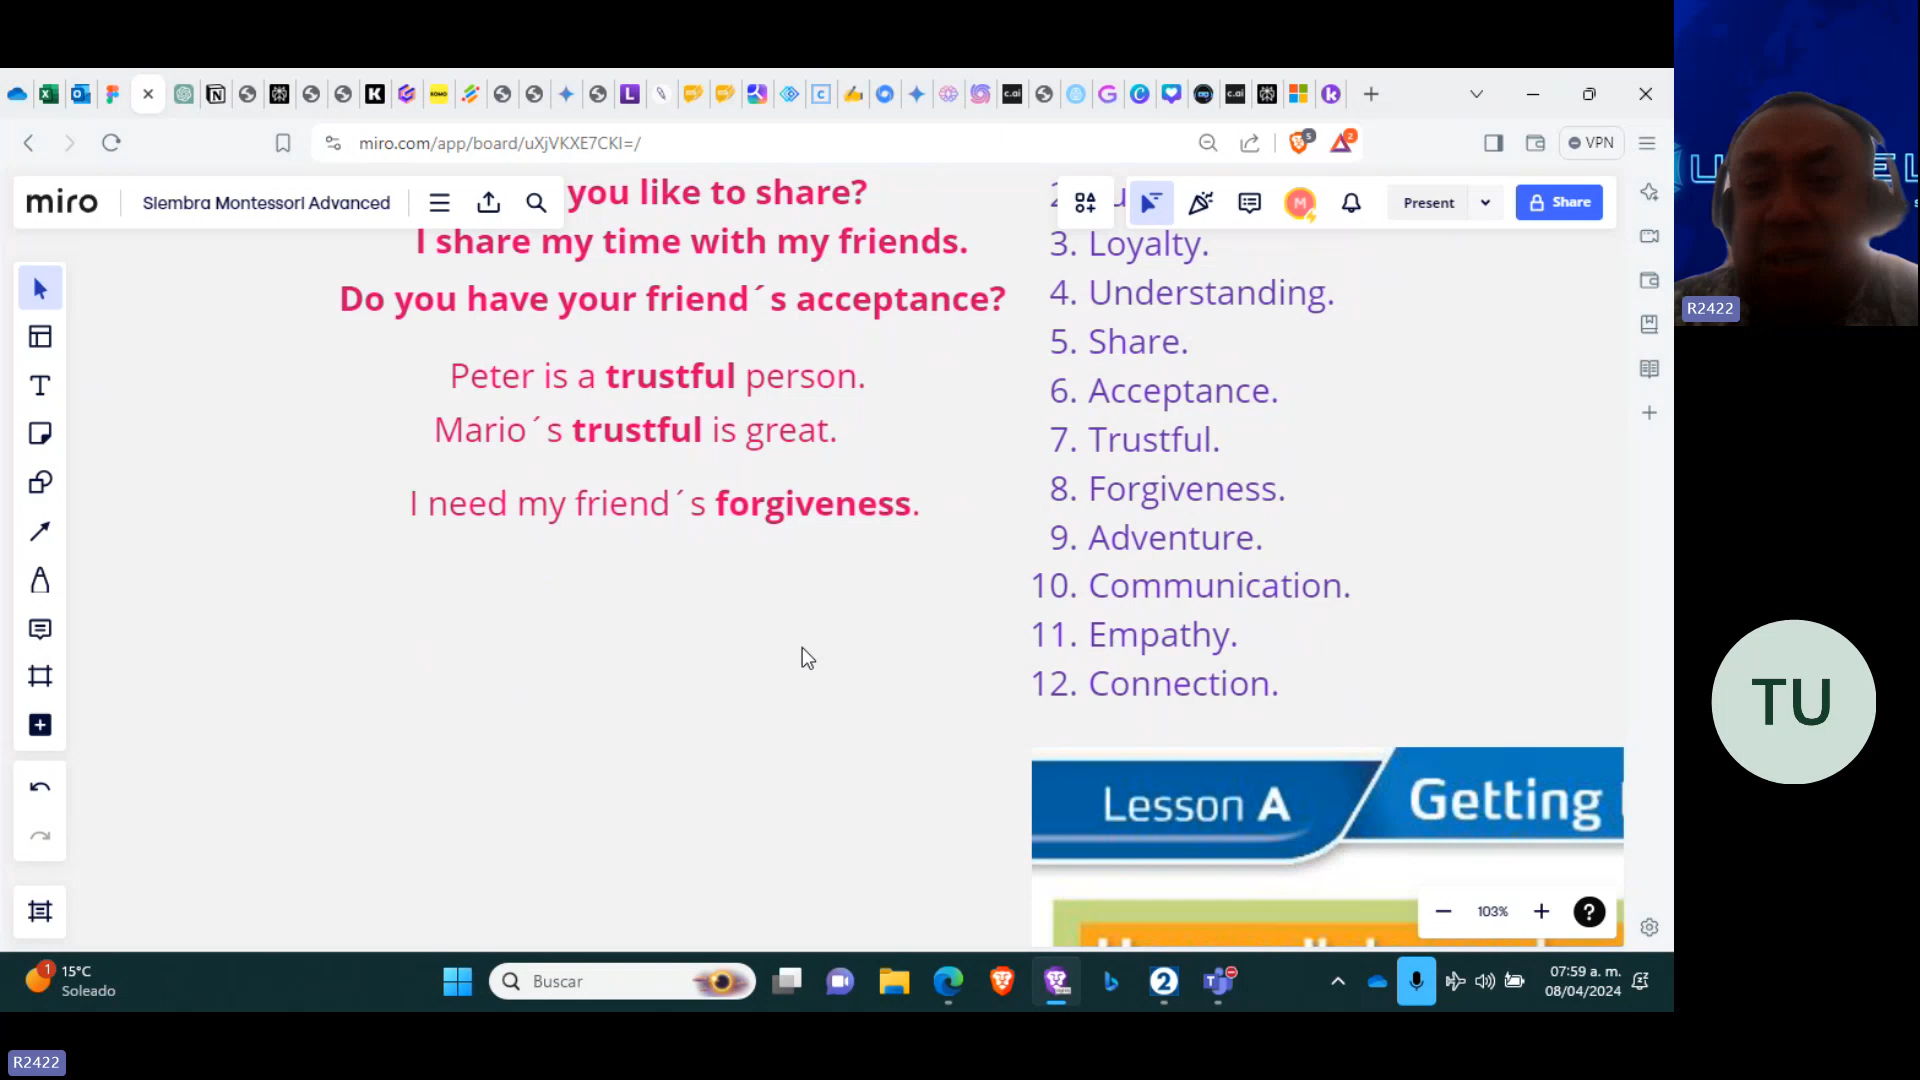 miro.com/app/board/uXjVKXE7CKI=/
VPN
miro
Siembra Montessori Advanced
Present
Share
you like to share?
I share my time with my friends.
Do you have your friend´s acceptance?
Peter is a trustful person.
Mario´s trustful is great.
I need my friend´s forgiveness.
3. Loyalty.
4. Understanding.
5. Share.
6. Acceptance.
7. Trustful.
8. Forgiveness.
9. Adventure.
10. Communication.
11. Empathy.
12. Connection.
Lesson A
Getting
103%
15°C
Soleado
Buscar
07:59 a. m.
08/04/2024
R2422
TU
R2422